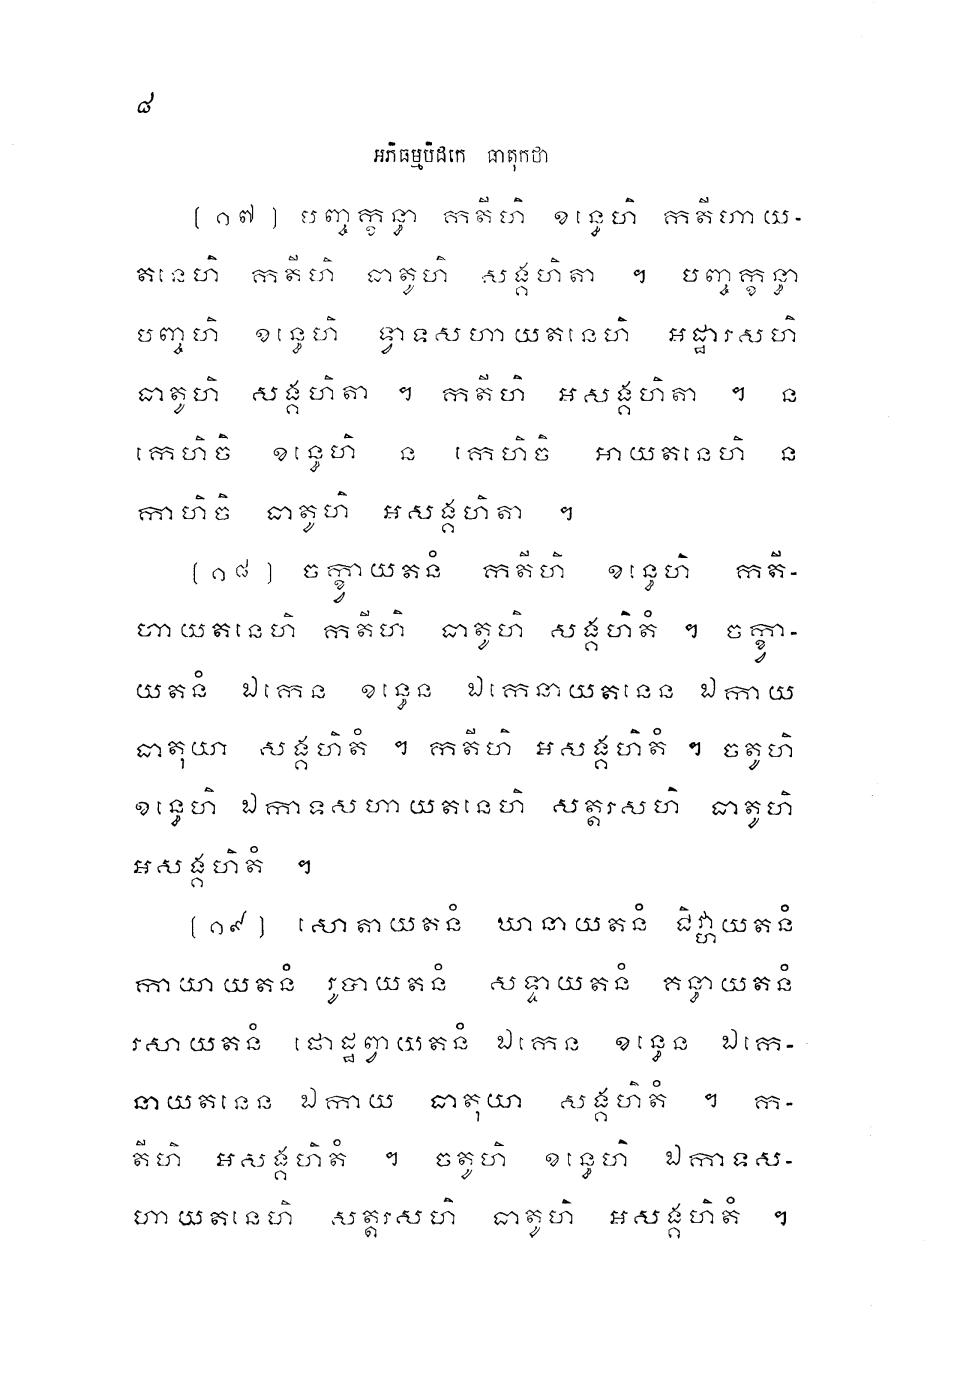 ៨
អភិធម្មបិដកេ ធាតុកថា
(១៧) បញ្ចក្ខន្ធា កតីហិ ខន្ធេហិ កតីហាយ-
តនេហិ កតីហិ ធាតូហិ សង្គហិតា ។ បញ្ចក្ខន្ធា
បញ្ចហិ ខន្ធេហិ ទ្វាទសហាយតនេហិ អដ្ឋារសហិ
ធាតូហិ សង្គហិតា ។ កតីហិ អសង្គហិតា ។ ន
កេហិចិ ខន្ធេហិ ន កេហិចិ អាយតនេហិ ន
កាហិចិ ធាតូហិ អសង្គហិតា ។
(១៨) ចក្ខ្វាយតនំ កតីហិ ខន្ធេហិ កតី-
ហាយតនេហិ កតីហិ ធាតូហិ សង្គហិតំ ។ ចក្ខ្វា-
យតនំ ឯកេន ខន្ធេន ឯកេនាយតនេន ឯកាយ
ធាតុយា សង្គហិតំ ។ កតីហិ អសង្គហិតំ ។ ចតូហិ
ខន្ធេហិ ឯកាទសហាយតនេហិ សត្តរសហិ ធាតូហិ
អសង្គហិតំ ។
(១៩) សោតាយតនំ ឃានាយតនំ ជិវ្ហាយតនំ
កាយាយតនំ រូបាយតនំ សទ្ទាយតនំ គន្ធាយតនំ
រសាយតនំ ផោដ្ឋព្វាយតនំ ឯកេន ខន្ធេន ឯកេ-
នាយតនេន ឯកាយ ធាតុយា សង្គហិតំ ។ ក-
តីហិ អសង្គហិតំ ។ ចតូហិ ខន្ធេហិ ឯកាទស-
ហាយតនេហិ សត្តរសហិ ធាតូហិ អសង្គហិតំ ។